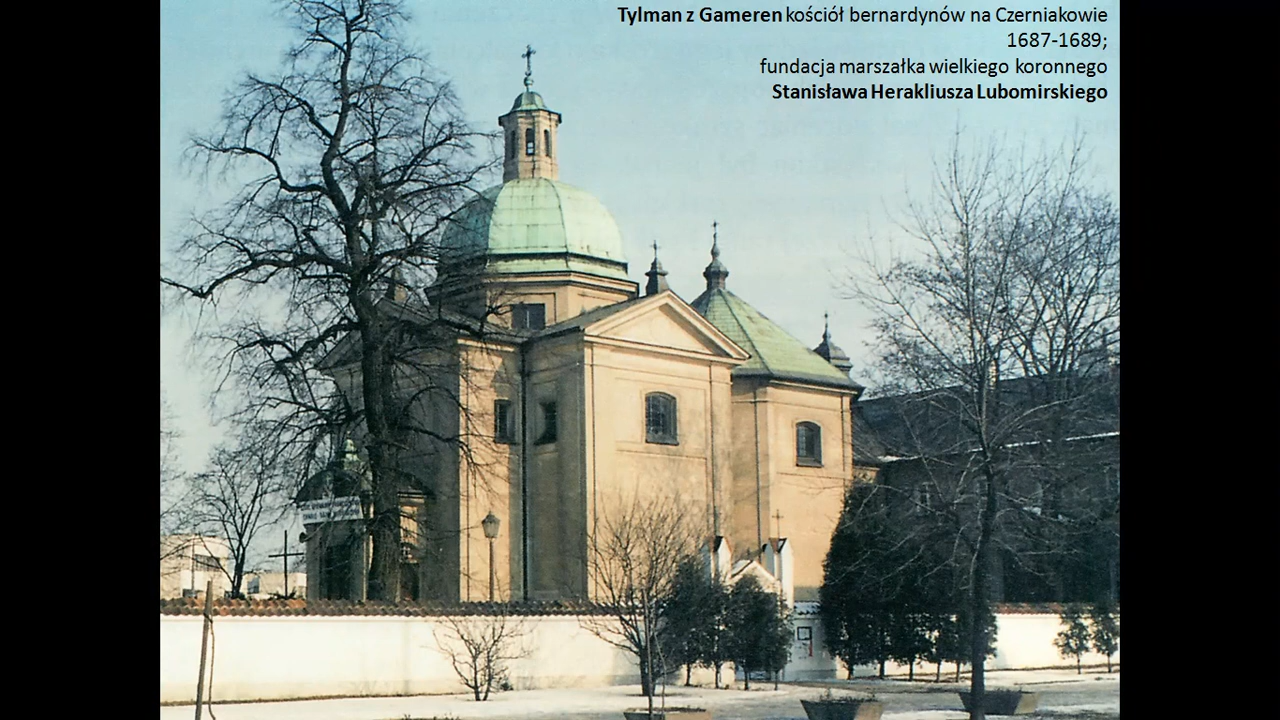 Tylman z Gameren kościół bernardynów na Czerniakowie
1687-1689;
fundacja marszałka wielkiego koronnego
Stanisława Herakliusza Lubomirskiego